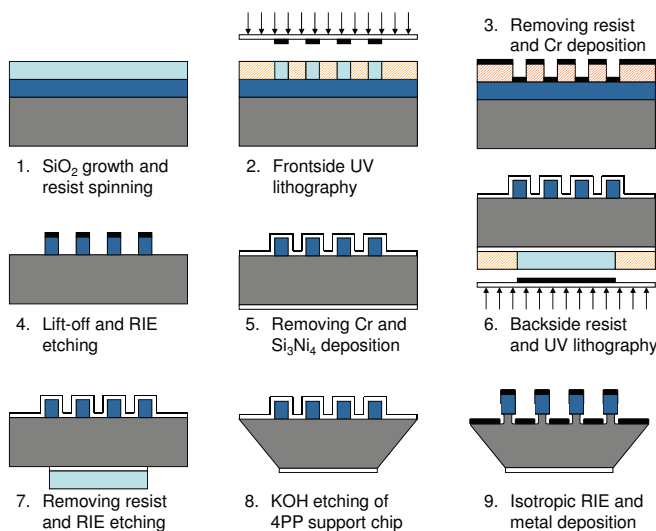 1. SiO2 growth and
resist spinning
2. Frontside UV
lithography
3. Removing resist
and Cr deposition
4. Lift-off and RIE
etching
5. Removing Cr and
Si3Ni4 deposition
6. Backside resist
and UV lithography
7. Removing resist
and RIE etching
8. KOH etching of
4PP support chip
9. Isotropic RIE and
metal deposition